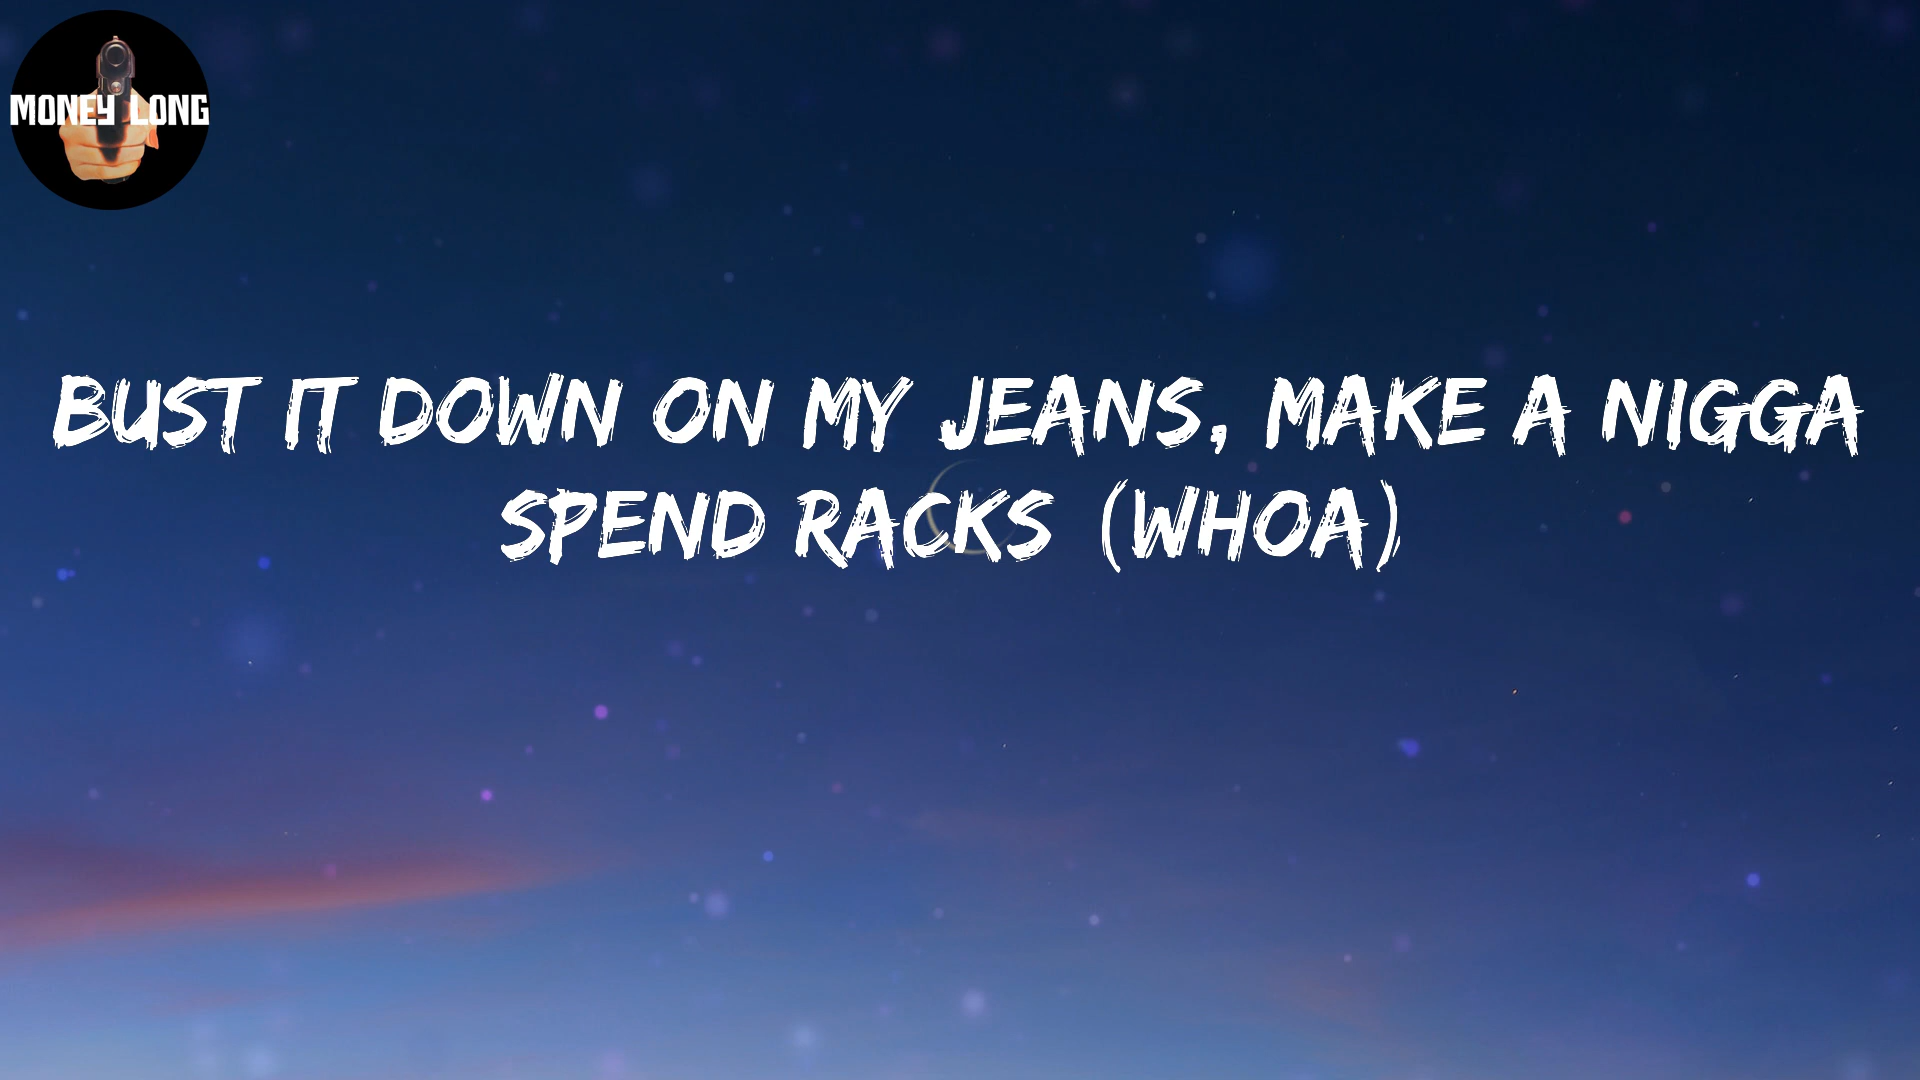 MONEY LONG
BUST IT DOWN ON MY JEANS, MAKE A NIGGA
SPEND RACKS (WHOA)